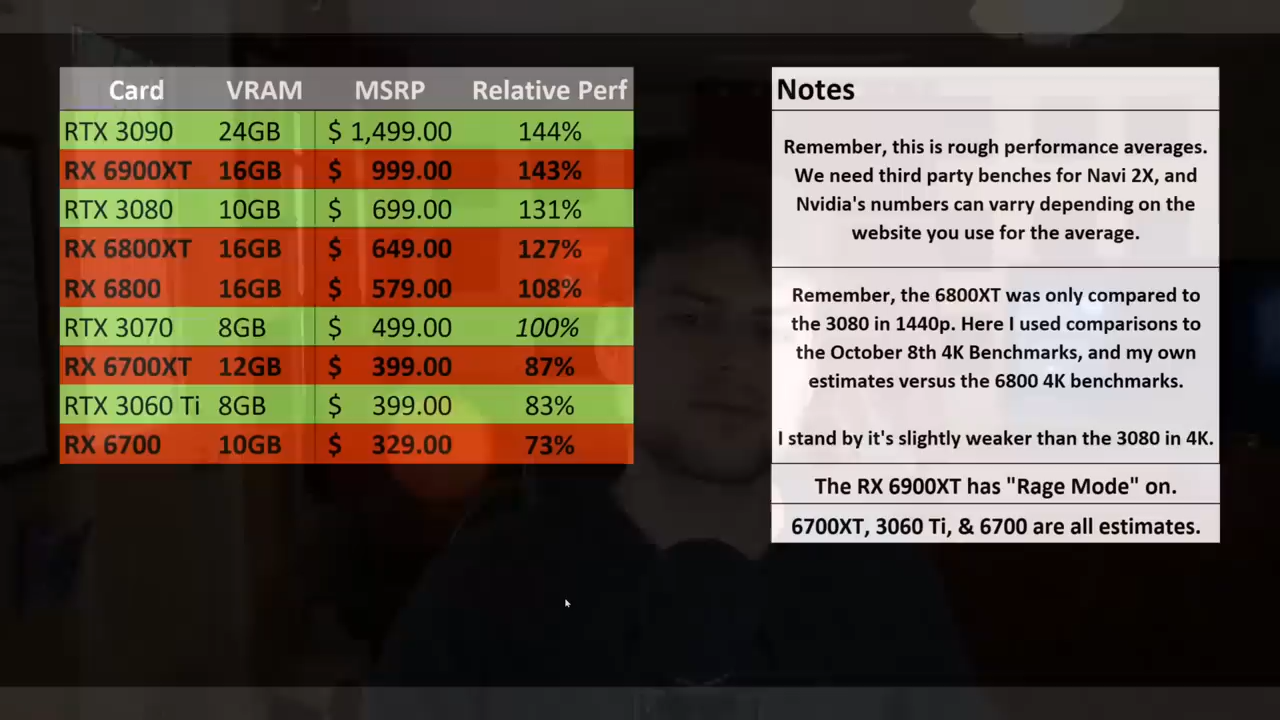 Card VRAM MSRP Relative Perf
RTX 3090 24GB $ 1,499.00 144%
RX 6900XT 16GB $ 999.00 143%
RTX 3080 10GB $ 699.00 131%
RX 6800XT 16GB $ 649.00 127%
RX 6800 16GB $ 579.00 108%
RTX 3070 8GB $ 499.00 100%
RX 6700XT 12GB $ 399.00 87%
RTX 3060 Ti 8GB $ 399.00 83%
RX 6700 10GB $ 329.00 73%
Notes
Remember, this is rough performance averages.
We need third party benches for Navi 2X, and
Nvidia's numbers can varry depending on the
website you use for the average.
Remember, the 6800XT was only compared to
the 3080 in 1440p. Here I used comparisons to
the October 8th 4K Benchmarks, and my own
estimates versus the 6800 4K benchmarks.
I stand by it's slightly weaker than the 3080 in 4K.
The RX 6900XT has "Rage Mode" on.
6700XT, 3060 Ti, & 6700 are all estimates.